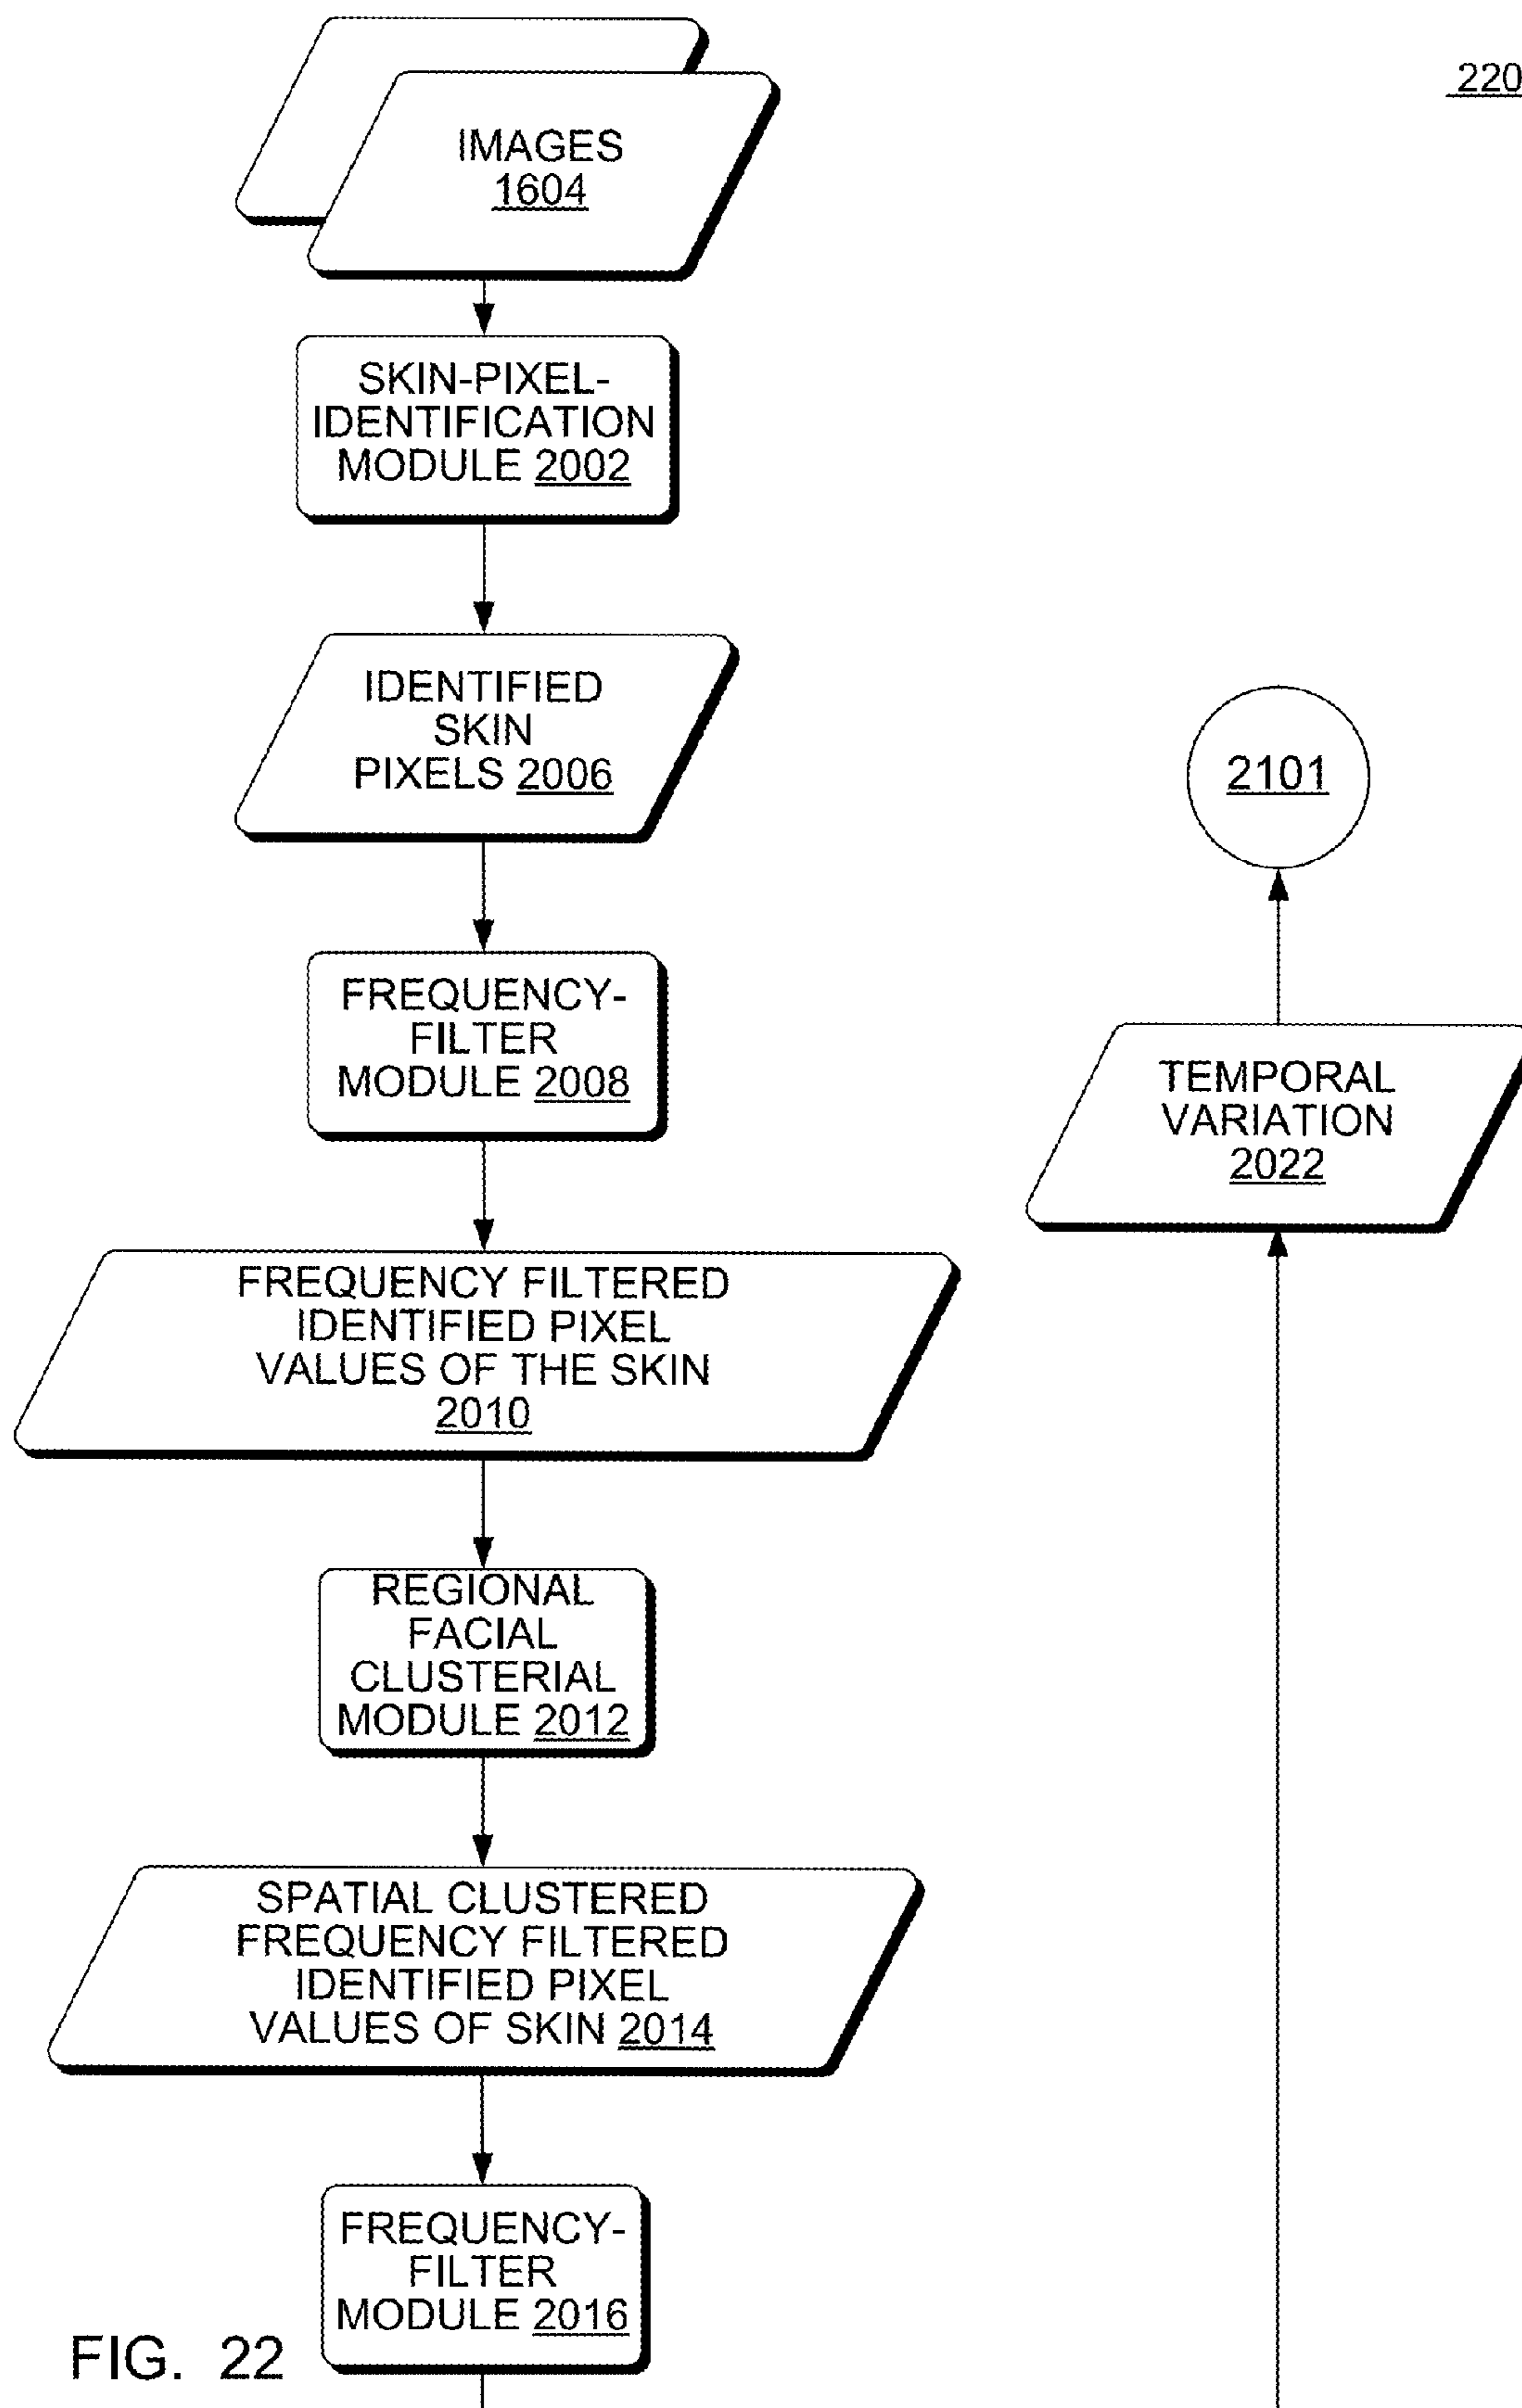 220
IMAGES
1604
SKIN-PIXEL-
IDENTIFICATION
MODULE 2002
IDENTIFIED
SKIN
PIXELS 2006
FREQUENCY-
FILTER
MODULE 2008
FREQUENCY FILTERED
IDENTIFIED PIXEL
VALUES OF THE SKIN
2010
REGIONAL
FACIAL
CLUSTERIAL
MODULE 2012
SPATIAL CLUSTERED
FREQUENCY FILTERED
IDENTIFIED PIXEL
VALUES OF SKIN 2014
FREQUENCY-
FILTER
MODULE 2016
2101
TEMPORAL
VARIATION
2022
FIG. 22